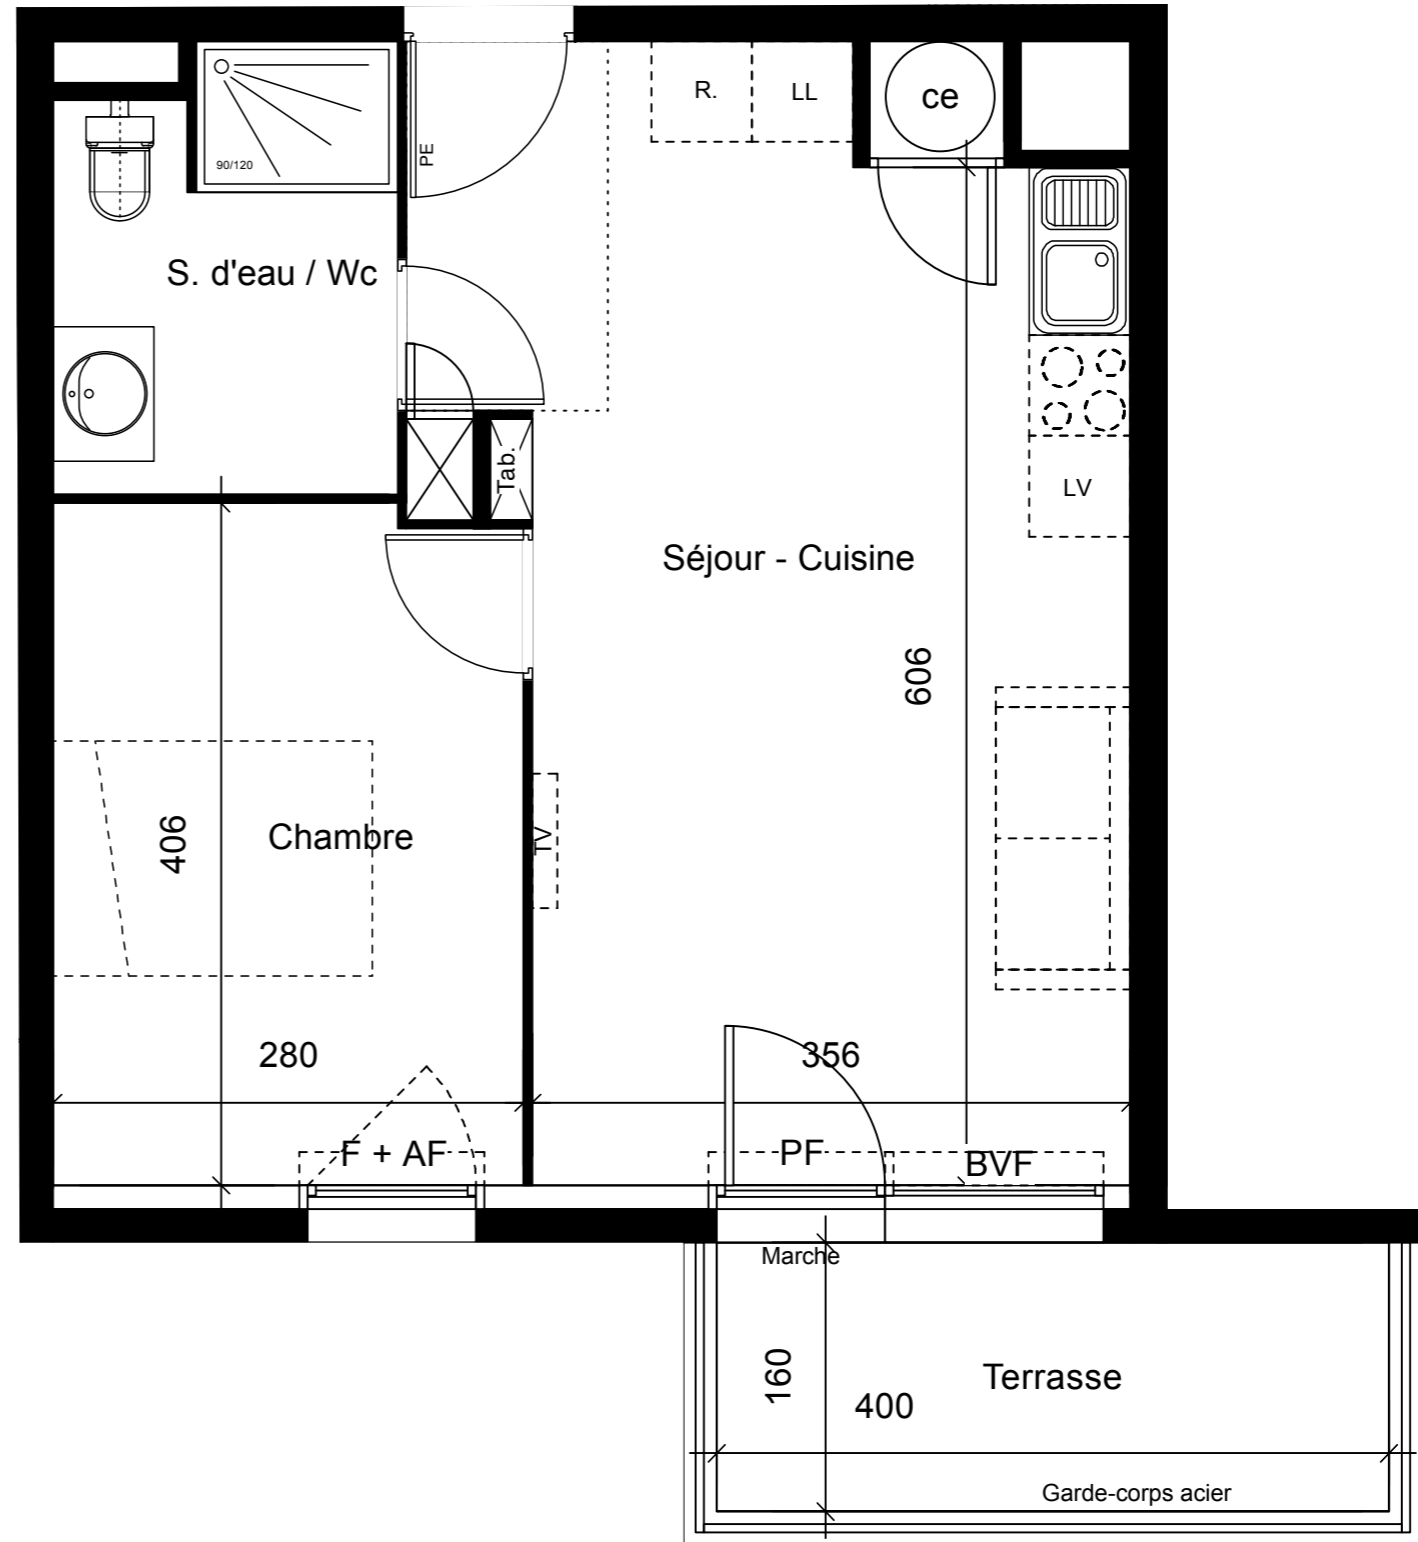 R.
LL
ce
PE
90/120
S. d'eau / Wc
Tab.
LV
Séjour - Cuisine
606
406
Chambre
TV
280
356
F + AF
PF
BVF
Marche
160
400
Terrasse
Garde-corps acier